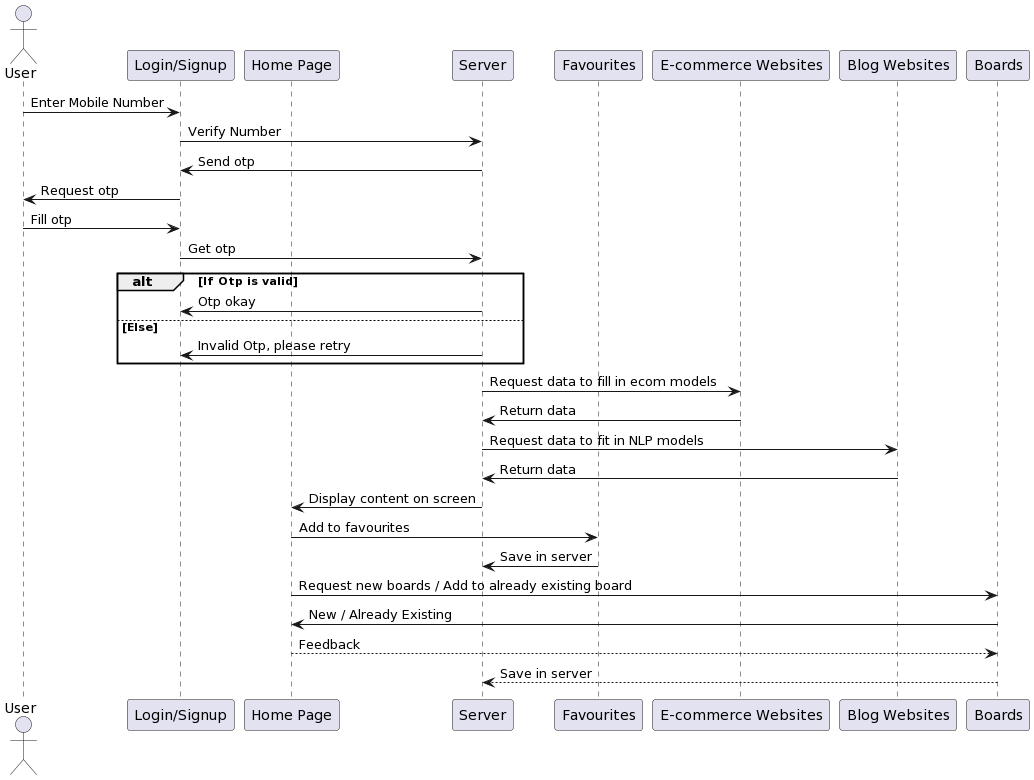 User
Login/Signup Home Page Server Favourites E-commerce Websites Blog Websites Boards
Enter Mobile Number
Verify Number
Send otp
Request otp
Fill otp
Get otp
alt [If Otp is valid]
Otp okay
[Else]
Invalid Otp, please retry
Request data to fill in ecom models
Return data
Request data to fit in NLP models
Return data
Display content on screen
Add to favourites
Save in server
Request new boards / Add to already existing board
New / Already Existing
Feedback
Save in server
User
Login/Signup Home Page Server Favourites E-commerce Websites Blog Websites Boards